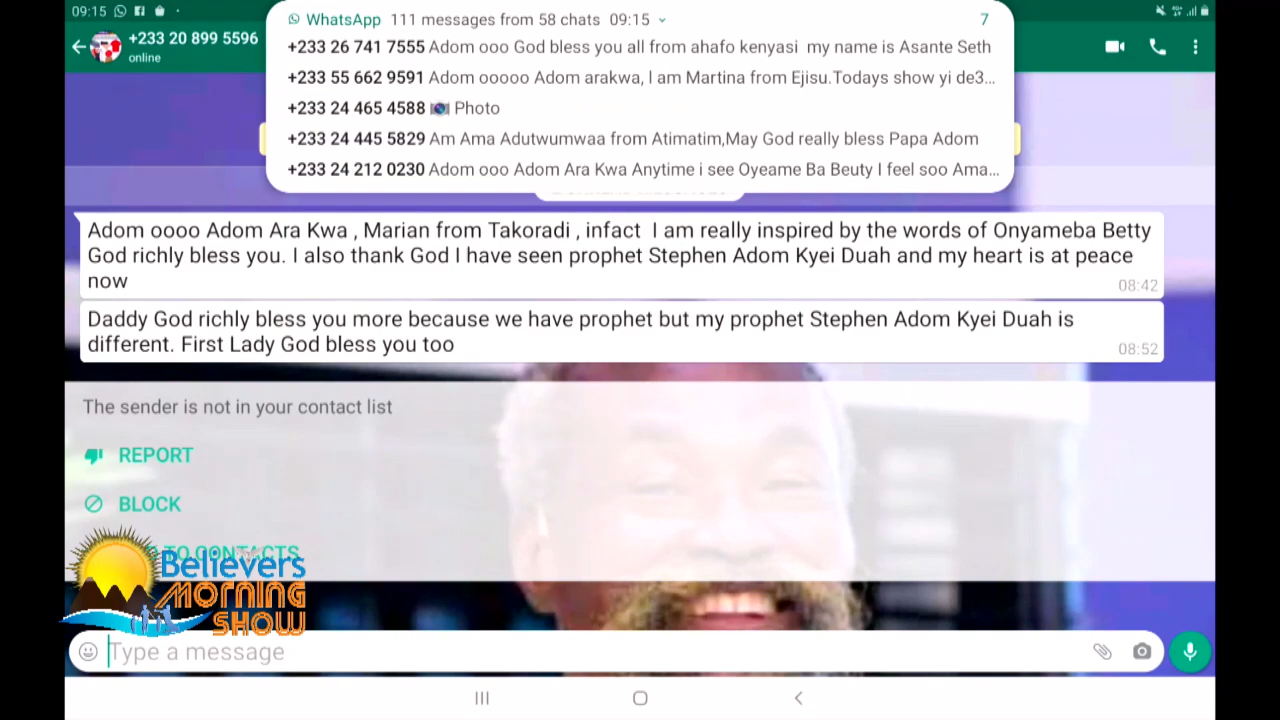 09:15
WhatsApp 111 messages from 58 chats 09:15
7
+233 26 741 7555 Adom ooo God bless you all from ahafo kenyasi my name is Asante Seth
+233 55 662 9591 Adom ooooo Adom arakwa, I am Martina from Ejisu.Todays show yi de3...
+233 24 465 4588 Photo
+233 24 445 5829 Am Ama Adutwumwaa from Atimatim,May God really bless Papa Adom
+233 24 212 0230 Adom ooo Adom Ara Kwa Anytime i see Oyeame Ba Beuty I feel soo Ama...
+233 20 899 5596
online
Adom oooo Adom Ara Kwa , Marian from Takoradi , infact I am really inspired by the words of Onyameba Betty
God richly bless you. I also thank God I have seen prophet Stephen Adom Kyei Duah and my heart is at peace
now
08:42
Daddy God richly bless you more because we have prophet but my prophet Stephen Adom Kyei Duah is
different. First Lady God bless you too
08:52
The sender is not in your contact list
REPORT
BLOCK
TO CONTACTS
Believers
MORNING
SHOW
Type a message